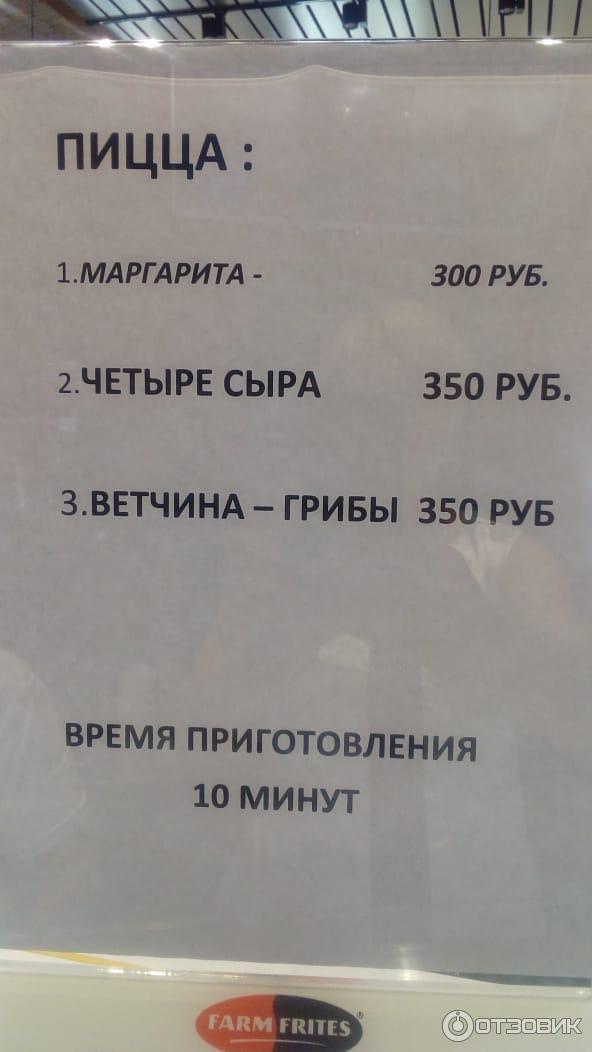 ПИЦЦА :
1.МАРГАРИТА - 300 РУБ.
2.ЧЕТЫРЕ СЫРА 350 РУБ.
3.ВЕТЧИНА – ГРИБЫ 350 РУБ
ВРЕМЯ ПРИГОТОВЛЕНИЯ
10 МИНУТ
FARM FRITES®
ОТЗОВИК